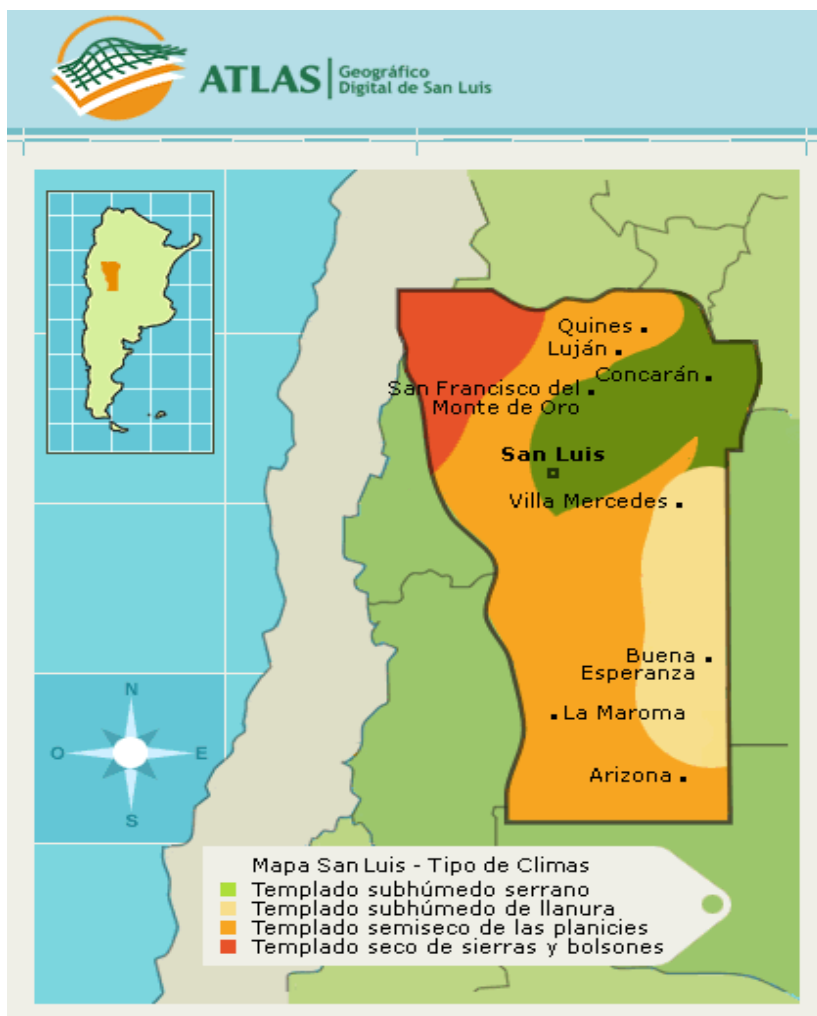 ATLAS
Geográfico
Digital de San Luis
Quines
Luján
Concarán
San Francisco del
Monte de Oro
San Luis
Villa Mercedes
Buena
Esperanza
La Maroma
Arizona
N
O
E
S
Mapa San Luis - Tipo de Climas
Templado subhúmedo serrano
Templado subhúmedo de llanura
Templado semiseco de las planicies
Templado seco de sierras y bolsones